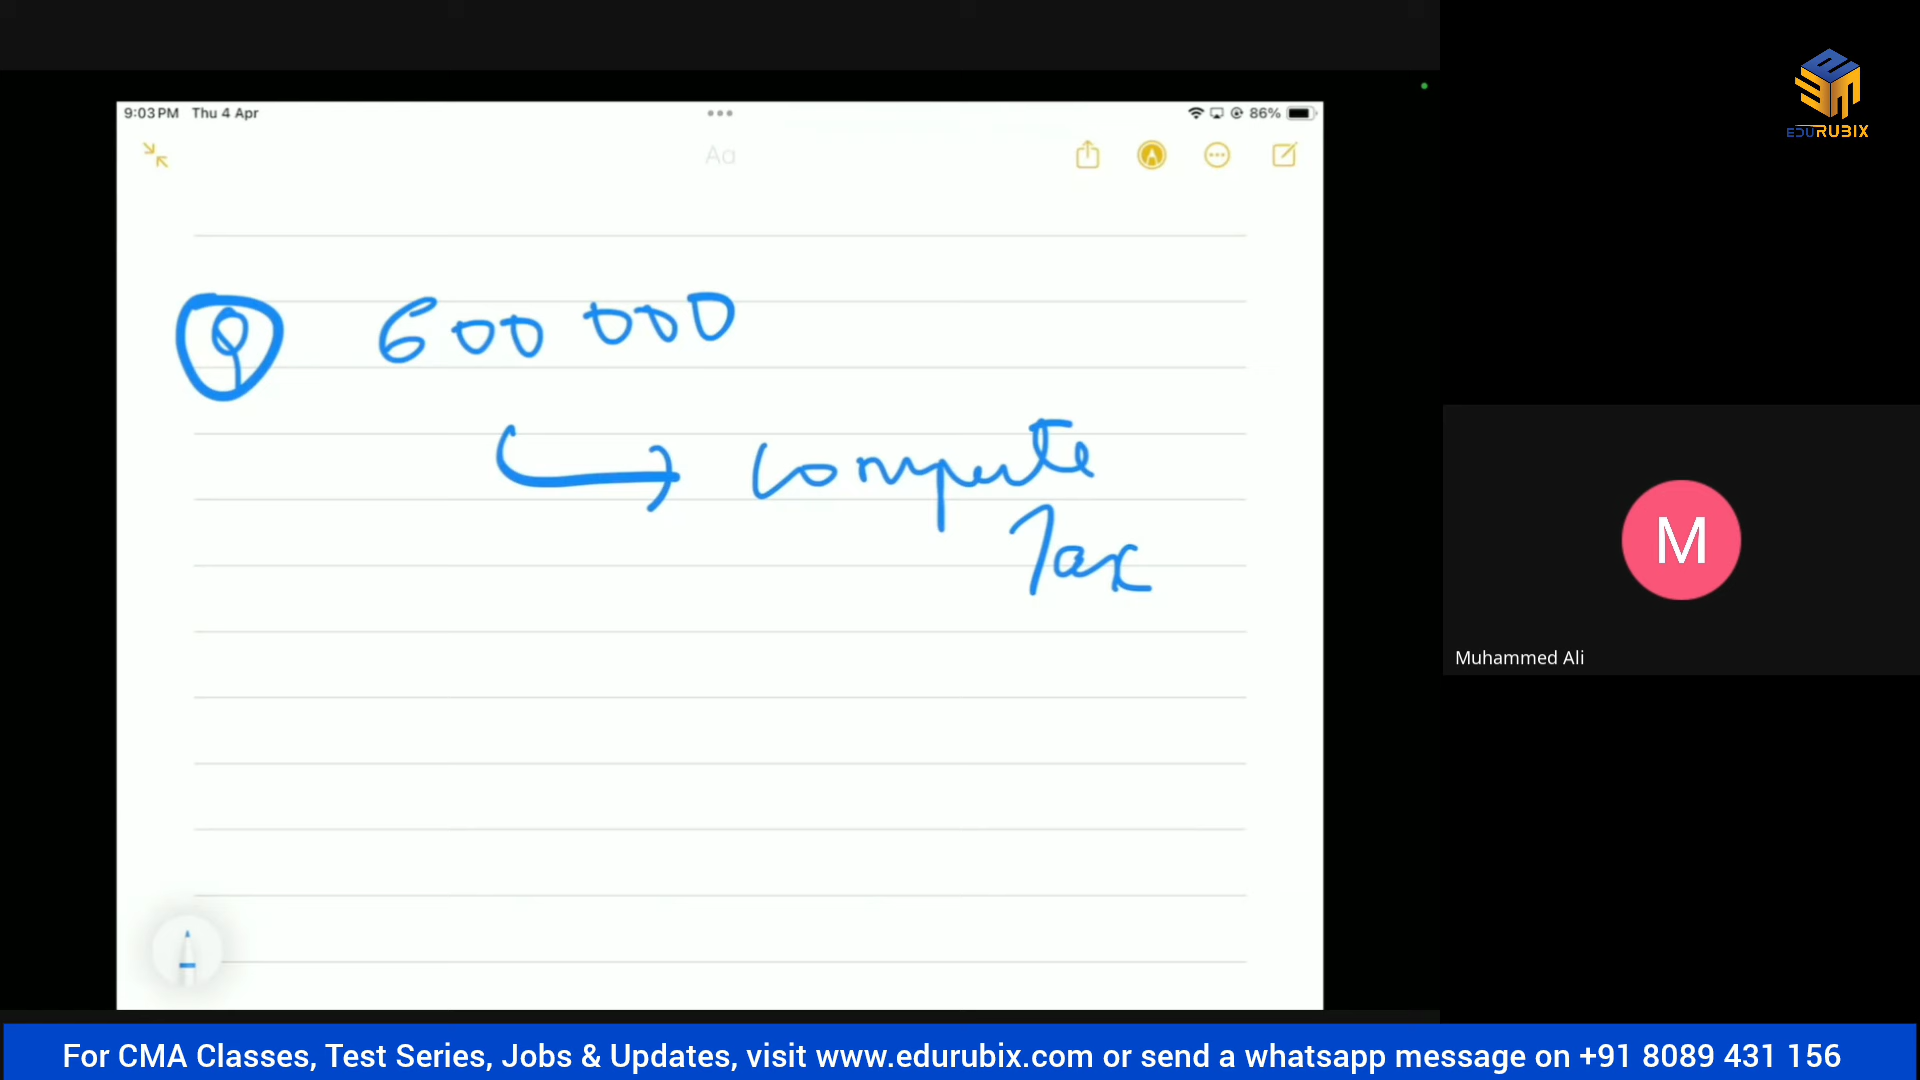 9:03 PM Thu 4 Apr
86%
Aa
EDURUBIX
Q 600 000
Compute
Tax
M
Muhammed Ali
For CMA Classes, Test Series, Jobs & Updates, visit www.edurubix.com or send a whatsapp message on +91 8089 431 156